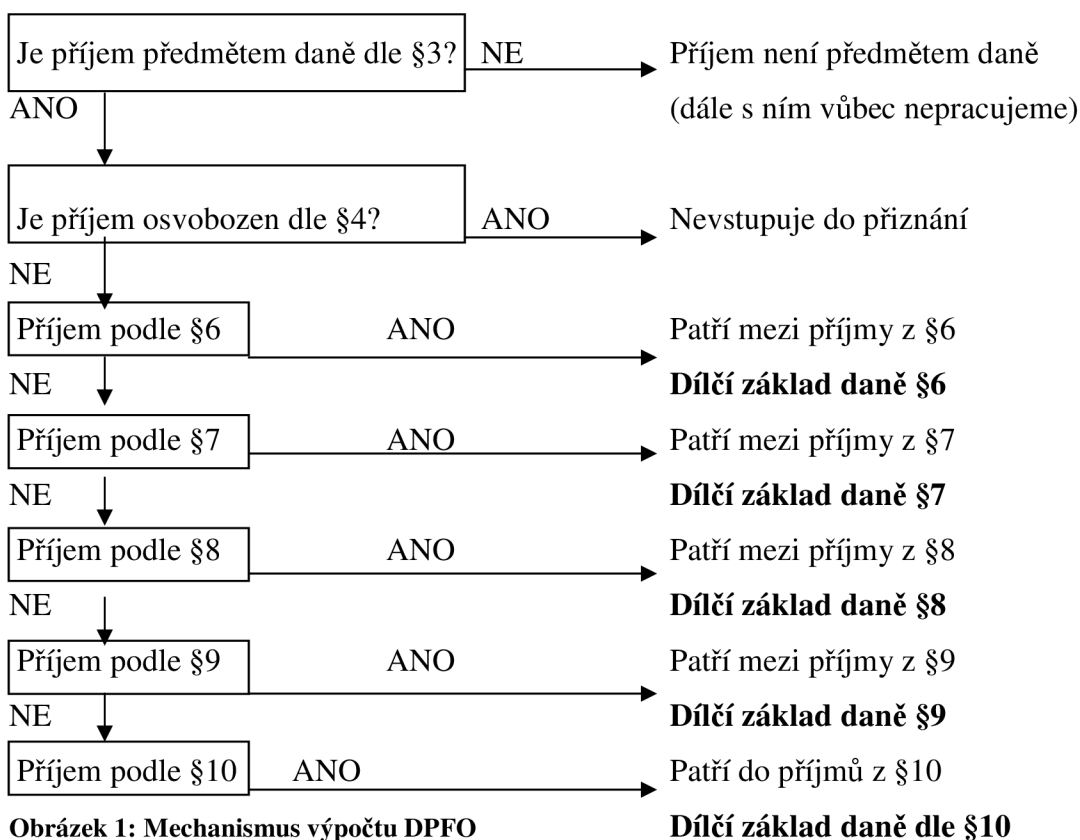 Je příjem předmětem daně dle §3? NE Příjem není předmětem daně
ANO (dále s ním vůbec nepracujeme)
Je příjem osvobozen dle §4? ANO Nevstupuje do přiznání
NE
Příjem podle §6 ANO Patří mezi příjmy z §6
NE Dílčí základ daně §6
Příjem podle §7 ANO Patří mezi příjmy z §7
NE Dílčí základ daně §7
Příjem podle §8 ANO Patří mezi příjmy z §8
NE Dílčí základ daně §8
Příjem podle §9 ANO Patří mezi příjmy z §9
NE Dílčí základ daně §9
Příjem podle §10 ANO Patří do příjmů z §10
Obrázek 1: Mechanismus výpočtu DPFO Dílčí základ daně dle §10